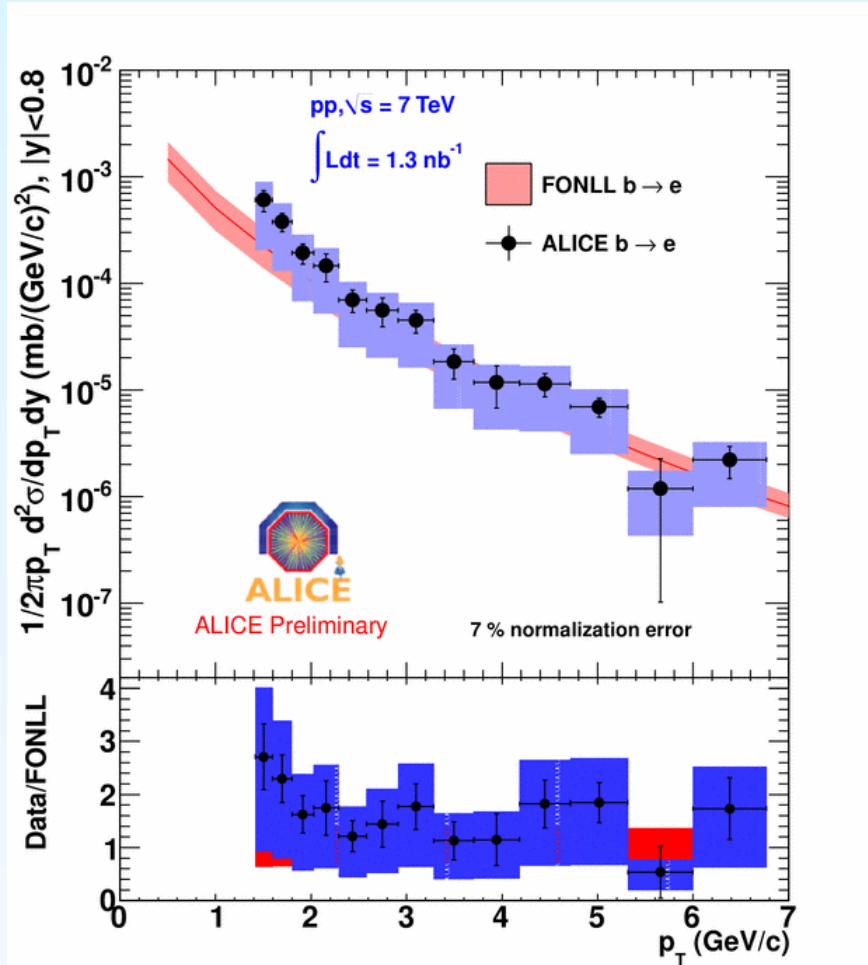 1/2πp_T d²σ/dp_T dy (mb/(GeV/c)²), |y|<0.8
10⁻²
10⁻³
10⁻⁴
10⁻⁵
10⁻⁶
10⁻⁷
pp,√s = 7 TeV
∫Ldt = 1.3 nb⁻¹
FONLL b → e
ALICE b → e
ALICE
ALICE Preliminary
7 % normalization error
Data/FONLL
4
3
2
1
0
0 1 2 3 4 5 6 7
p_T (GeV/c)